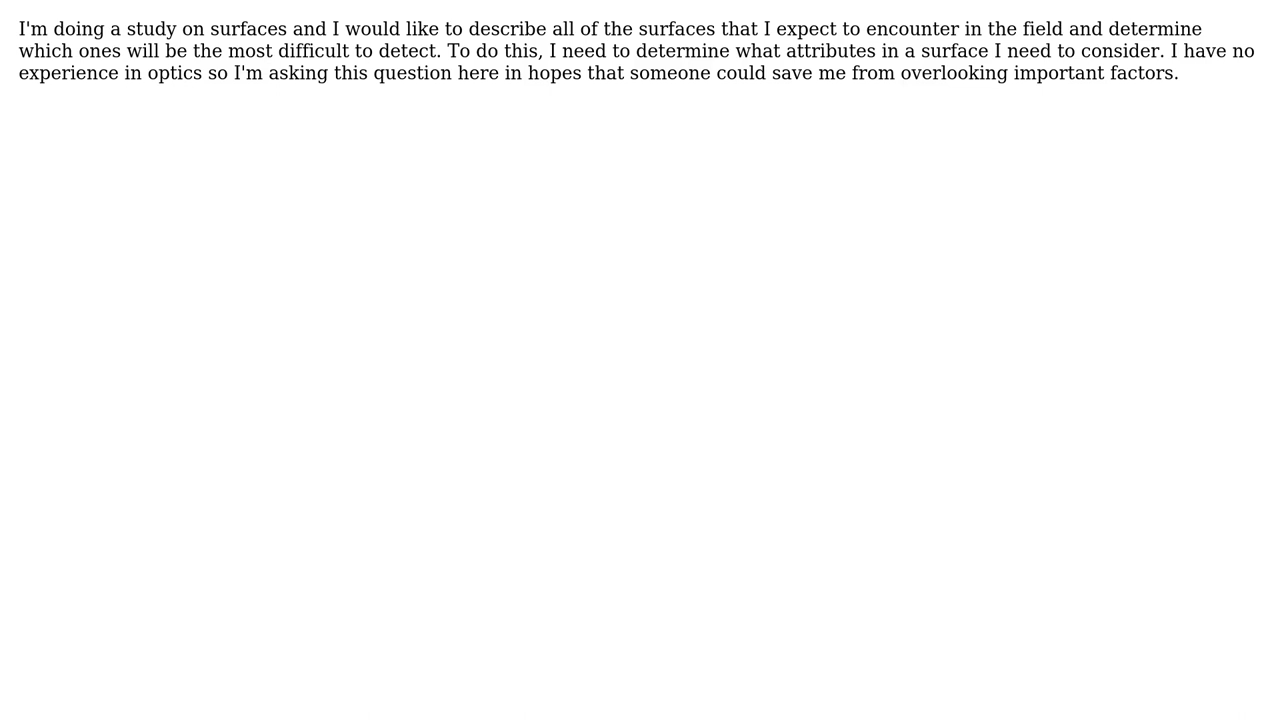 I'm doing a study on surfaces and I would like to describe all of the surfaces that I expect to encounter in the field and determine
which ones will be the most difficult to detect. To do this, I need to determine what attributes in a surface I need to consider. I have no
experience in optics so I'm asking this question here in hopes that someone could save me from overlooking important factors.